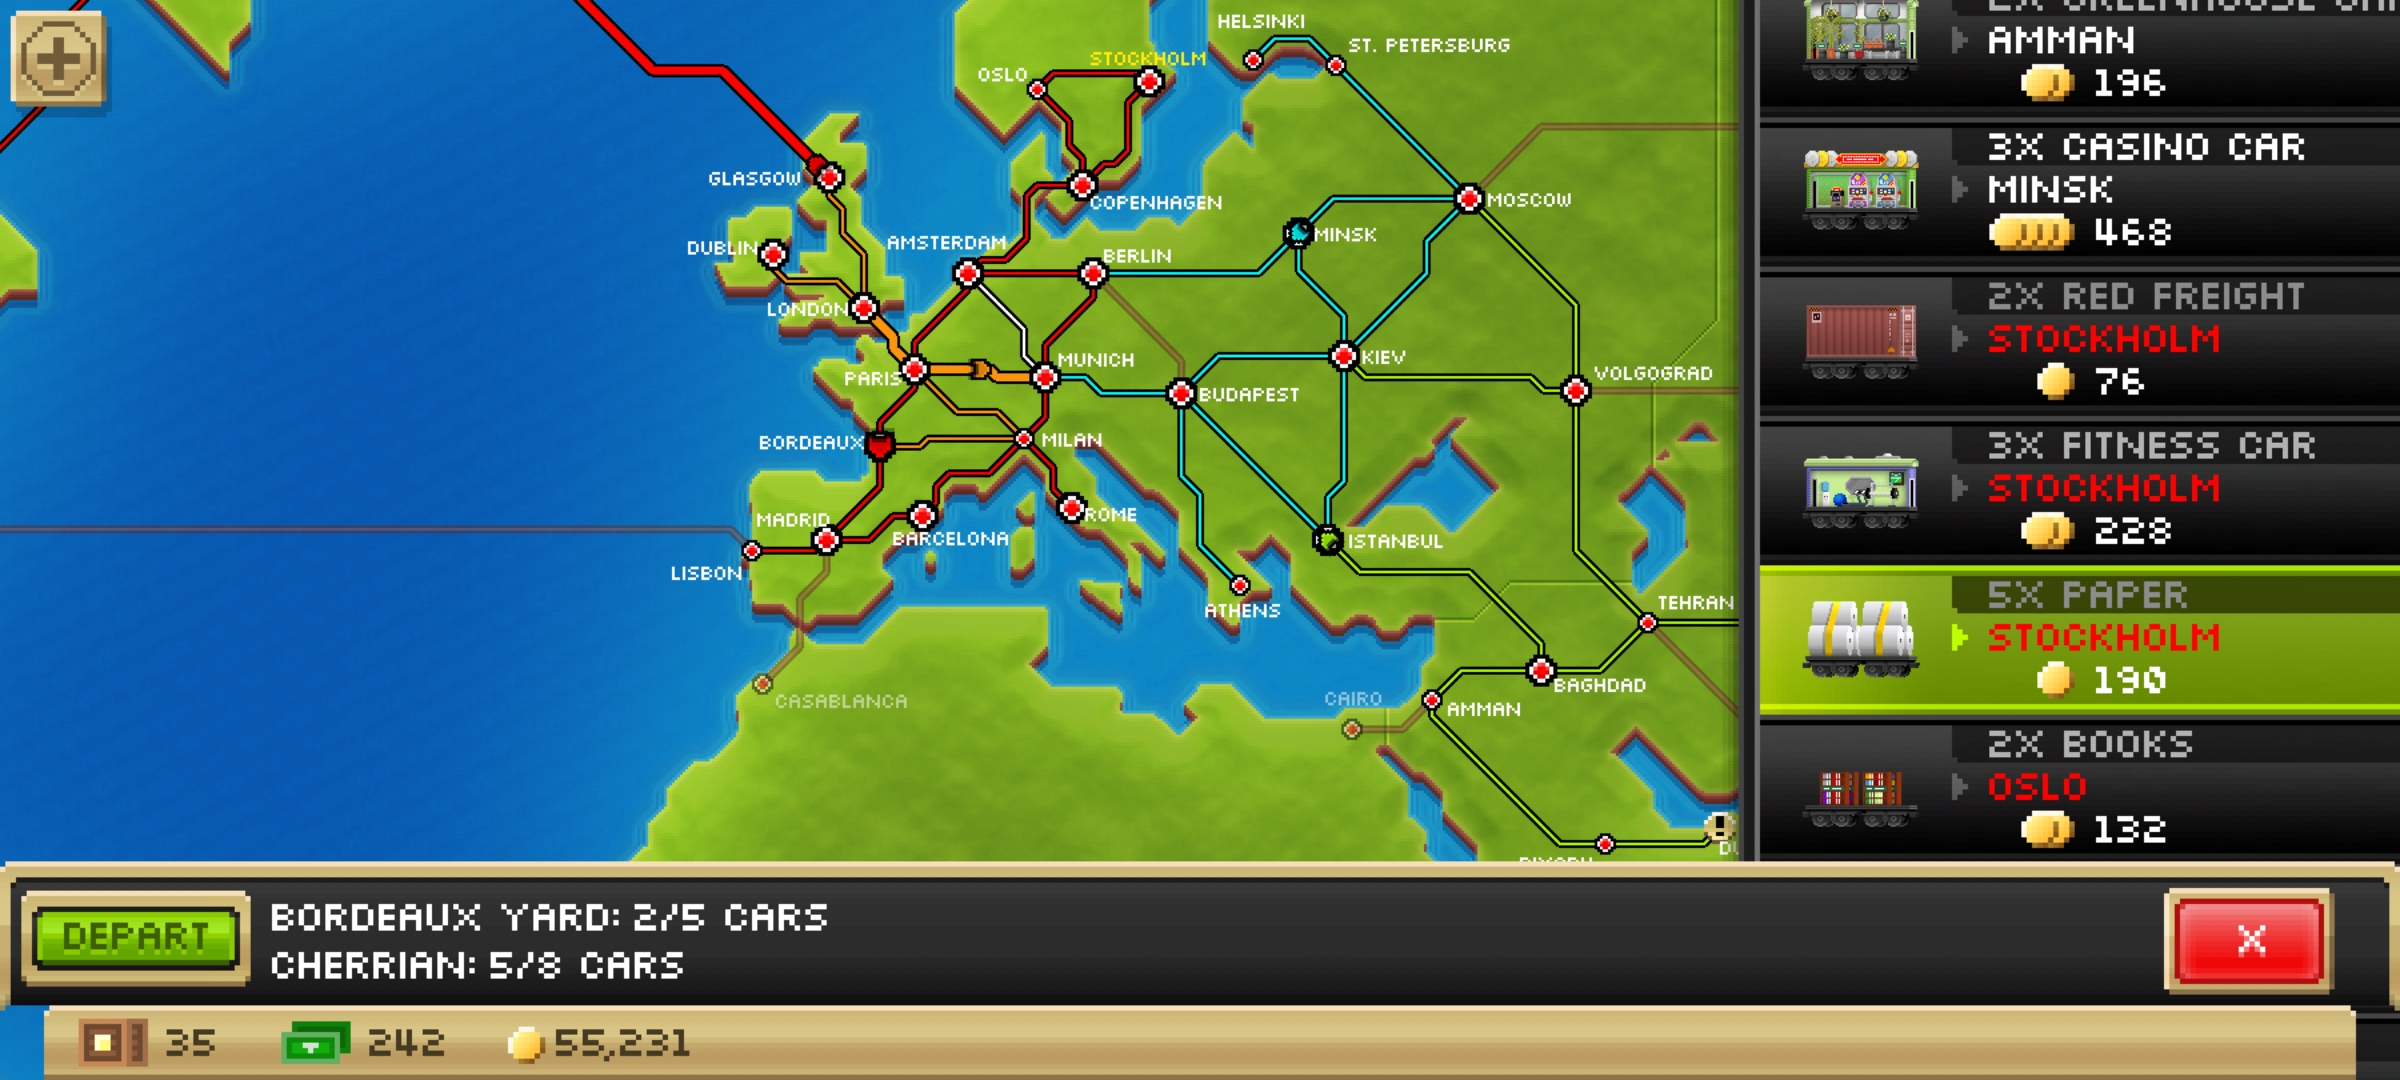 HELSINKI
ST. PETERSBURG
STOCKHOLM
OSLO
GLASGOW
COPENHAGEN
MOSCOW
DUBLIN
AMSTERDAM
BERLIN
MINSK
LONDON
PARIS
MUNICH
KIEV
VOLGOGRAD
BUDAPEST
BORDEAUX
MILAN
MADRID
ROME
BARCELONA
ISTANBUL
LISBON
ATHENS
TEHRAN
CASABLANCA
CAIRO
BAGHDAD
AMMAN
2X GREENHOUSE
AMMAN
196
3X CASINO CAR
MINSK
468
2X RED FREIGHT
STOCKHOLM
76
3X FITNESS CAR
STOCKHOLM
228
5X PAPER
STOCKHOLM
190
2X BOOKS
OSLO
132
DEPART
BORDEAUX YARD: 2/5 CARS
CHERRIAN: 5/8 CARS
X
35
242
55,231